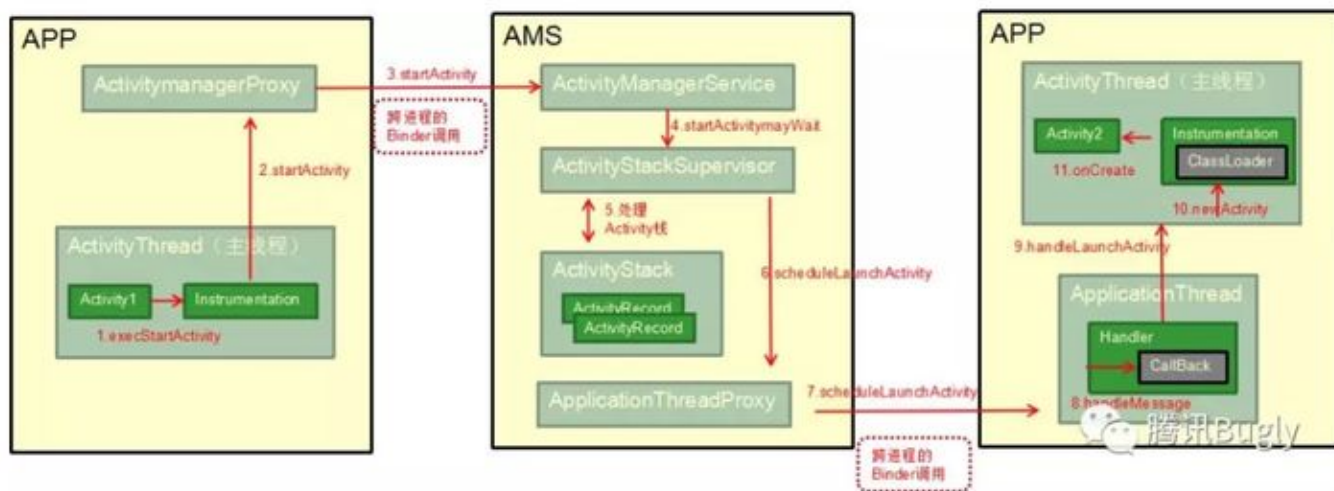 APP
ActivitymanagerProxy
2.startActivity
ActivityThread（主线程）
Activity1
Instrumentation
1.execStartActivity
3.startActivity
跨进程的
Binder调用
AMS
ActivityManagerService
4.startActivitymayWait
ActivityStackSupervisor
5.处理
Activity栈
ActivityStack
ActivityRecord
ActivityRecord
6.scheduleLaunchActivity
ApplicationThreadProxy
7.scheduleLaunchActivity
跨进程的
Binder调用
APP
ActivityThread（主线程）
Activity2
Instrumentation
ClassLoader
11.onCreate
10.newActivity
9.handleLaunchActivity
ApplicationThread
Handler
CallBack
8.handleMessage
腾讯Bugly